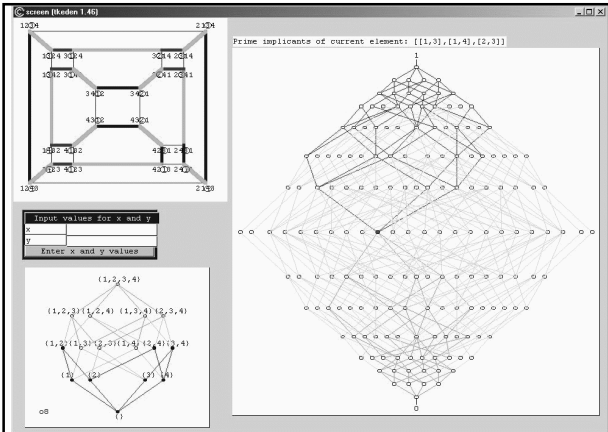 screen (tkeden 1.46)
Prime implicants of current element: [[1,3],[1,4],[2,3]]
1234
2134
1324 3124
3214 2314
1342 3142
3241 2341
3412
3421
4312
4321
1432 4132
4231 2431
1423 4123
4213 2413
1243
2143
1
0
Input values for x and y
x
y
Enter x and y values
{1,2,3,4}
{1,2,3} {1,2,4} {1,3,4} {2,3,4}
{1,2} {1,3} {2,3} {1,4} {2,4} {3,4}
{1} {2} {3} {4}
{}